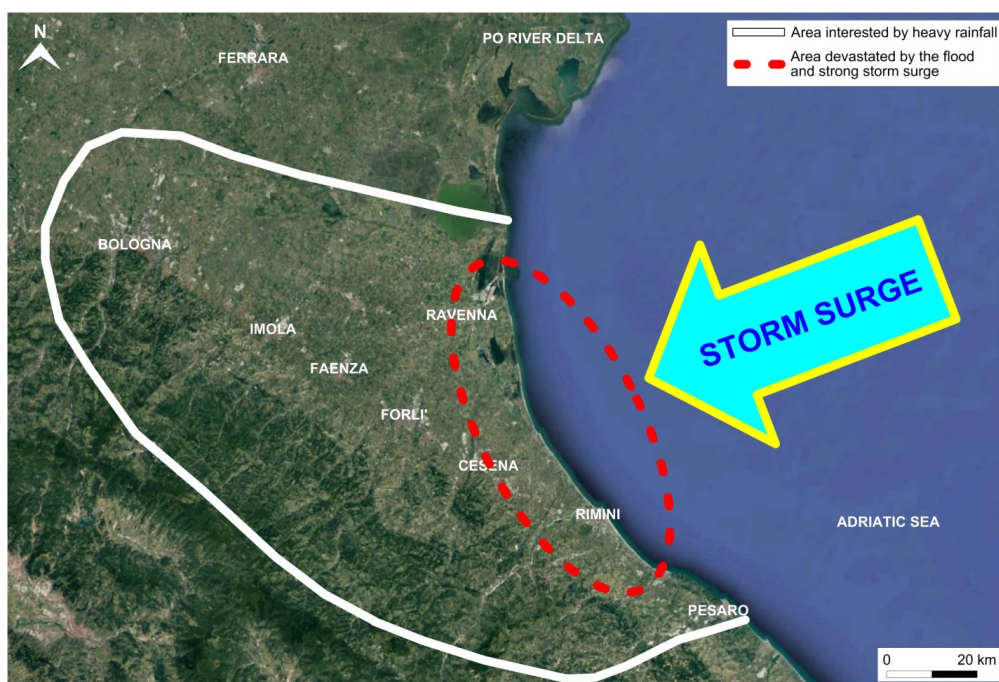 N
PO RIVER DELTA
FERRARA
Area interested by heavy rainfall
Area devastated by the flood
and strong storm surge
BOLOGNA
STORM SURGE
RAVENNA
IMOLA
FAENZA
FORLI'
CESENA
RIMINI
ADRIATIC SEA
PESARO
0 20 km